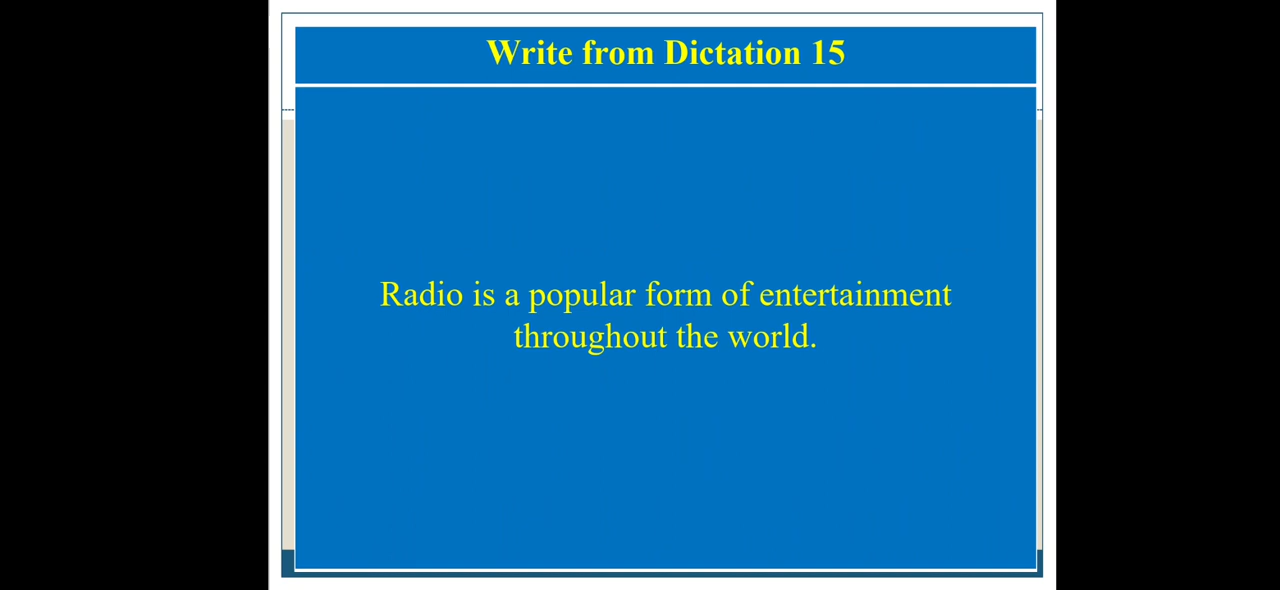 Write from Dictation 15
Radio is a popular form of entertainment
throughout the world.